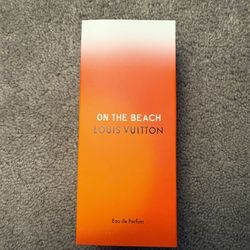 ON THE BEACH
LOUIS VUITTON
Eau de Parfum